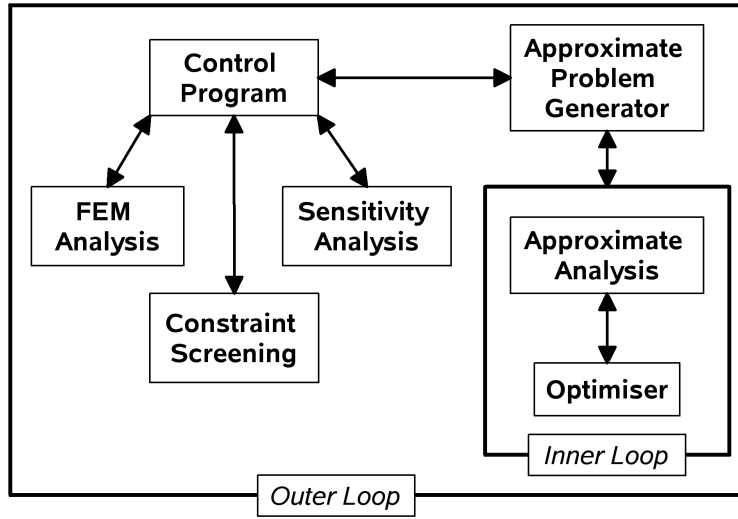 Control
Program
Approximate
Problem
Generator
FEM
Analysis
Sensitivity
Analysis
Constraint
Screening
Approximate
Analysis
Optimiser
Inner Loop
Outer Loop